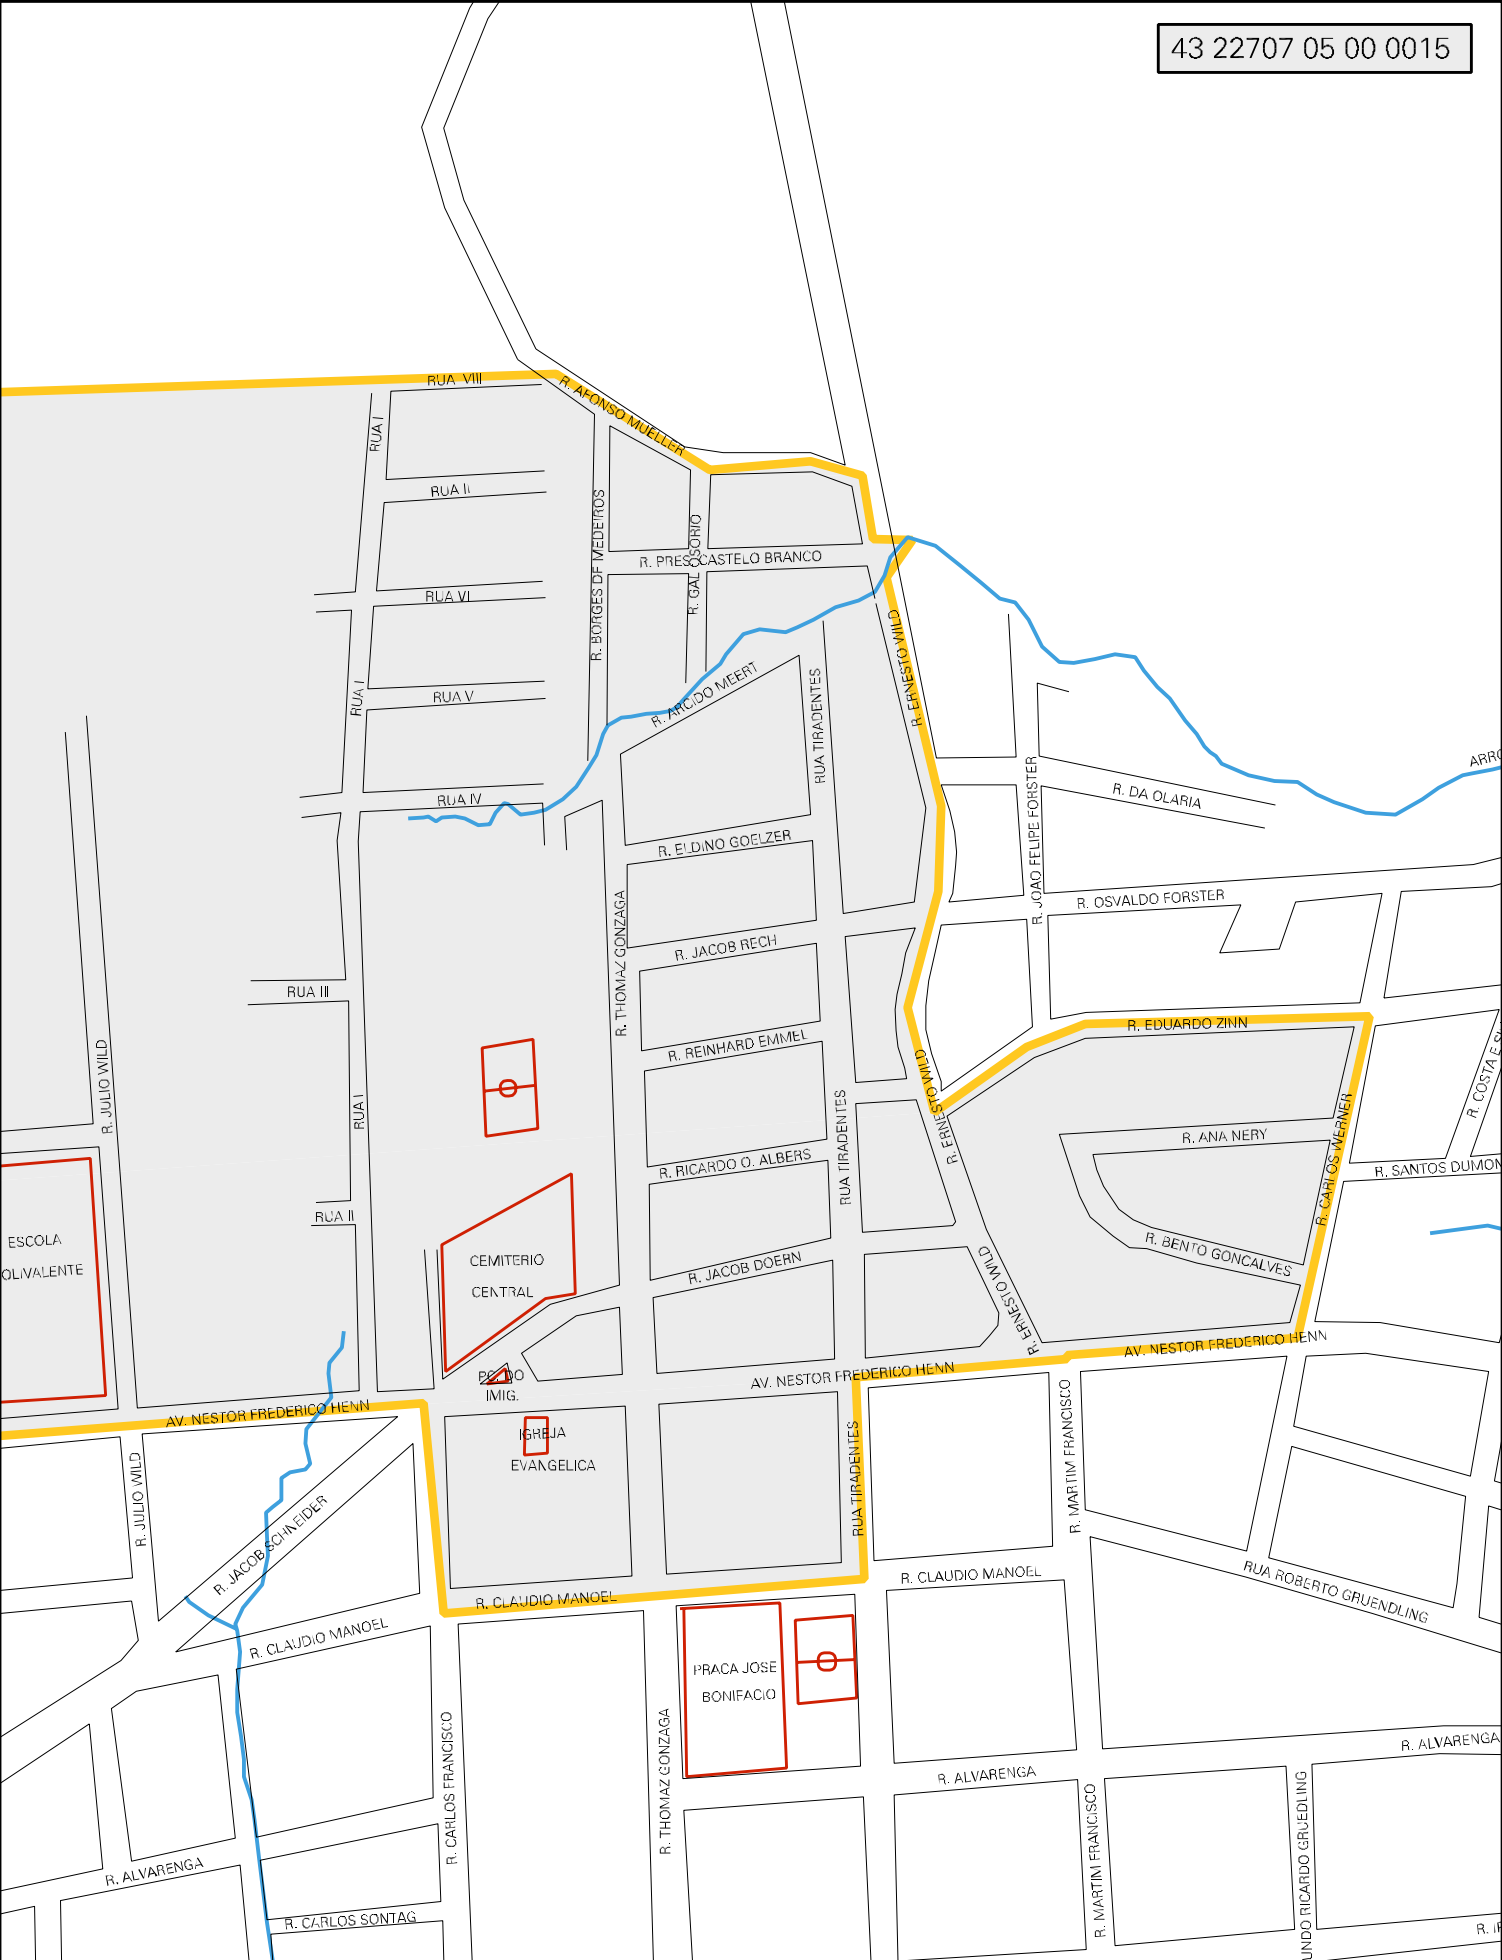 43 22707 05 00 0015
RUA VIII
R. AFONSO MUELLER
RUA I
RUA II
R. BORGES DE MEDEIROS
R. GAL OSORIO
R. PRES. CASTELO BRANCO
RUA VI
R. ERNESTO WILD
RUA I
RUA V
R. ARCIDO MEERT
RUA TIRADENTES
ARRO
RUA IV
R. DA OLARIA
R. JOAO FELIPE FORSTER
R. ELDINO GOELZER
R. OSVALDO FORSTER
R. THOMAZ GONZAGA
R. JACOB RECH
RUA III
R. EDUARDO ZINN
R. REINHARD EMMEL
R. JULIO WILD
RUA I
R. ERNESTO WILD
R. COSTA E SI
R. ANA NERY
R. CARLOS WERNER
RUA TIRADENTES
R. RICARDO O. ALBERS
R. SANTOS DUMON
RUA II
ESCOLA
OLIVALENTE
CEMITERIO
CENTRAL
R. JACOB DOERN
R. BENTO GONCALVES
R. ERNESTO WILD
AV. NESTOR FREDERICO HENN
AV. NESTOR FREDERICO HENN
PC. DO
IMIG.
AV. NESTOR FREDERICO HENN
IGREJA
EVANGELICA
R. JULIO WILD
R. JACOB SCHNEIDER
RUA TIRADENTES
R. MARTIM FRANCISCO
R. CLAUDIO MANOEL
R. CLAUDIO MANOEL
RUA ROBERTO GRUENDLING
R. CLAUDIO MANOEL
PRACA JOSE
BONIFACIO
R. CARLOS FRANCISCO
R. THOMAZ GONZAGA
R. ALVARENGA
R. ALVARENGA
R. MARTIM FRANCISCO
UNDO RICARDO GRUEDLING
R. ALVARENGA
R. CARLOS SONTAG